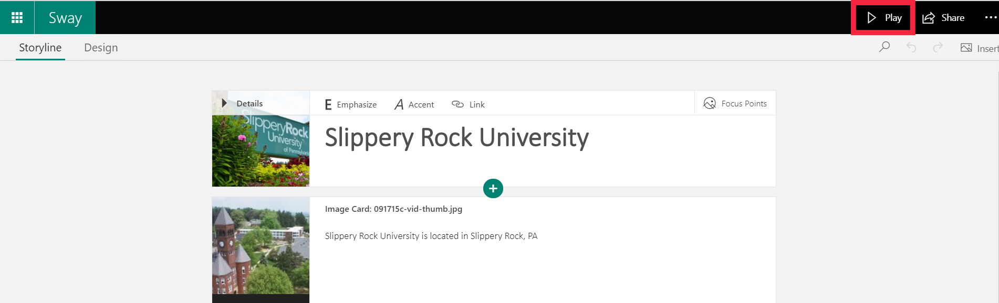 Sway
Play
Share
Storyline
Design
Insert
Details
Emphasize
Accent
Link
Focus Points
SlipperyRock
University
of Pennsylvania
Slippery Rock University
Image Card: 091715c-vid-thumb.jpg
Slippery Rock University is located in Slippery Rock, PA